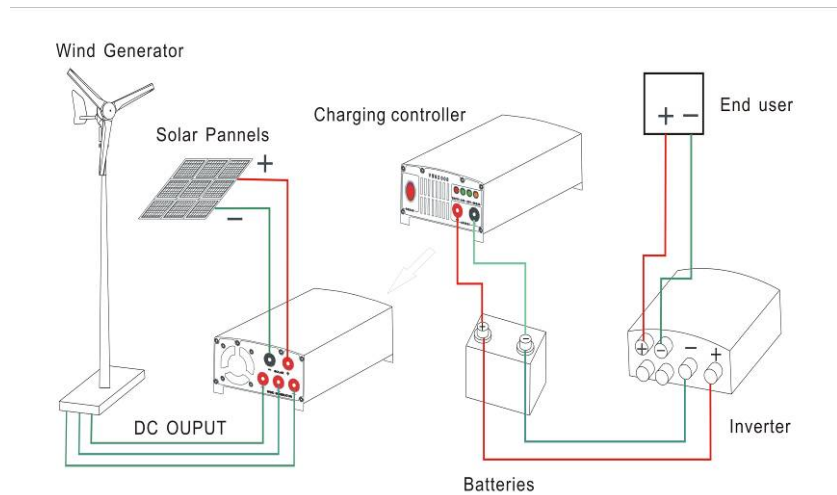 Wind Generator
Solar Pannels
+
−
Charging controller
+ −
End user
DC OUPUT
+
−
Batteries
+ − − +
Inverter